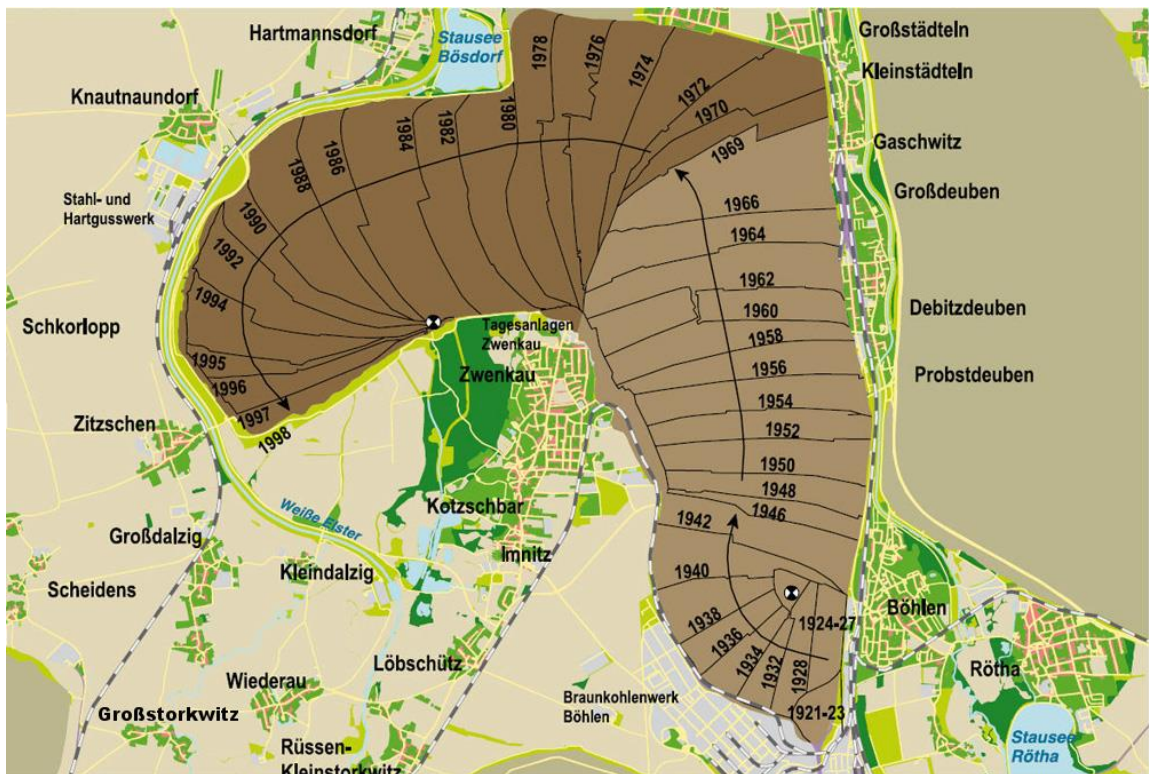 Hartmannsdorf
Stausee
Bösdorf
Großstädteln
Kleinstädteln
Knautnaundorf
Gaschwitz
Stahl- und
Hartgusswerk
Großdeuben
Schkorlopp
Debitzdeuben
Probstdeuben
Zitzschen
Tagesanlagen
Zwenkau
Zwenkau
1978
1976
1974
1972
1970
1969
1980
1982
1984
1986
1988
1990
1992
1994
1995
1996
1997
1998
1966
1964
1962
1960
1958
1956
1954
1952
1950
1948
1946
1942
1940
1938
1936
1934
1932
1928
1924-27
1921-23
Weiße Elster
Kotzschbar
Großdalzig
Imnitz
Kleindalzig
Scheidens
Böhlen
Löbschütz
Rötha
Wiederau
Braunkohlenwerk
Böhlen
Großstorkwitz
Stausee
Rötha
Rüssen-
Kleinstorkwitz